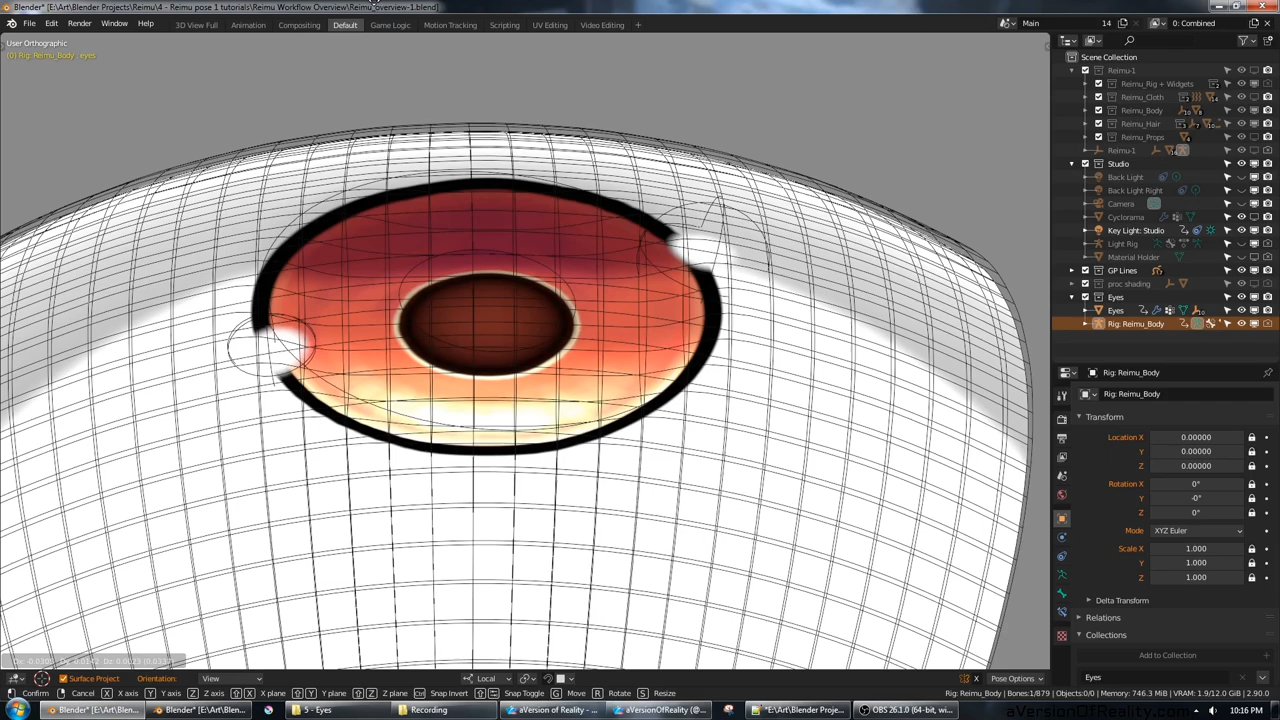 Blender* [E:\Art\Blender Projects\Reimu\4 - Reimu pose 1 tutorials\Reimu Workflow Overview\Reimu_overview-1.blend]
File Edit Render Window Help
3D View Full Animation Compositing Default Game Logic Motion Tracking Scripting UV Editing Video Editing
Main 14 0: Combined
User Orthographic
(0) Rig: Reimu_Body : eyes
Scene Collection
Reimu-1
Reimu_Rig + Widgets
Reimu_Cloth
Reimu_Body
Reimu_Hair
Reimu_Props
Reimu-1
Studio
Back Light
Back Light Right
Camera
Cyclorama
Key Light: Studio
Light Rig
Material Holder
GP Lines
proc shading
Eyes
Eyes
Rig: Reimu_Body
Rig: Reimu_Body
Rig: Reimu_Body
Transform
Location X 0.00000
Y 0.00000
Z 0.00000
Rotation X 0°
Y -0°
Z 0°
Mode XYZ Euler
Scale X 1.000
Y 1.000
Z 1.000
Delta Transform
Relations
Collections
Add to Collection
Eyes
Surface Project Orientation: View Local X Pose Options
Confirm Cancel X axis Y axis Z axis X plane Y plane Z plane Snap Invert Snap Toggle Move Rotate Resize
Rig: Reimu_Body | Bones:1/879 | Objects:0/0 | Memory: 746.3 MiB | VRAM: 1.9/12.0 GiB | 2.90.0
Blender* [E:\Art\Blen... Blender* [E:\Art\Blen... 5 - Eyes Recording aVersion of Reality - ... aVersionOfReality (@... *Blender Proje... OBS 26.1.0 (64-bit, wi... 10:16 PM
aVersionOfReality.com